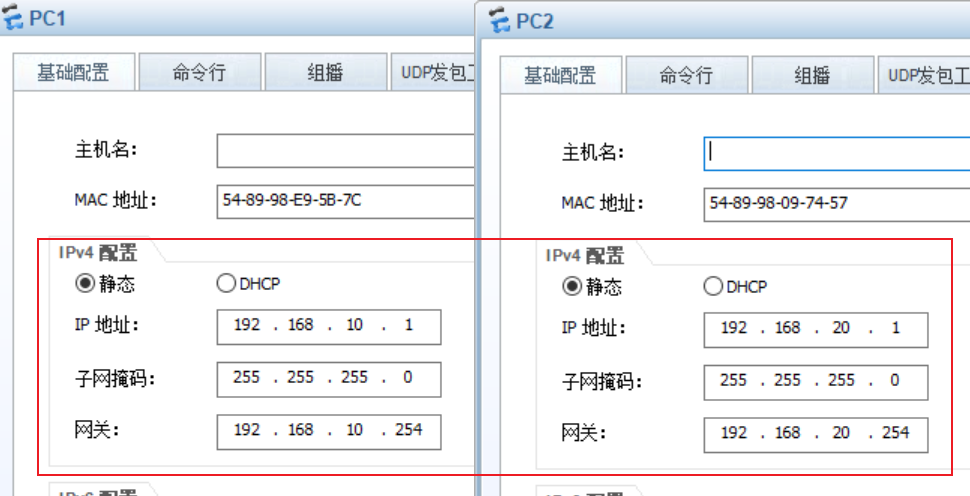 PC1
基础配置 命令行 组播 UDP发包工
主机名:
MAC 地址: 54-89-98-E9-5B-7C
IPv4 配置
静态 DHCP
IP 地址: 192 . 168 . 10 . 1
子网掩码: 255 . 255 . 255 . 0
网关: 192 . 168 . 10 . 254
PC2
基础配置 命令行 组播 UDP发包工
主机名:
MAC 地址: 54-89-98-09-74-57
IPv4 配置
静态 DHCP
IP 地址: 192 . 168 . 20 . 1
子网掩码: 255 . 255 . 255 . 0
网关: 192 . 168 . 20 . 254